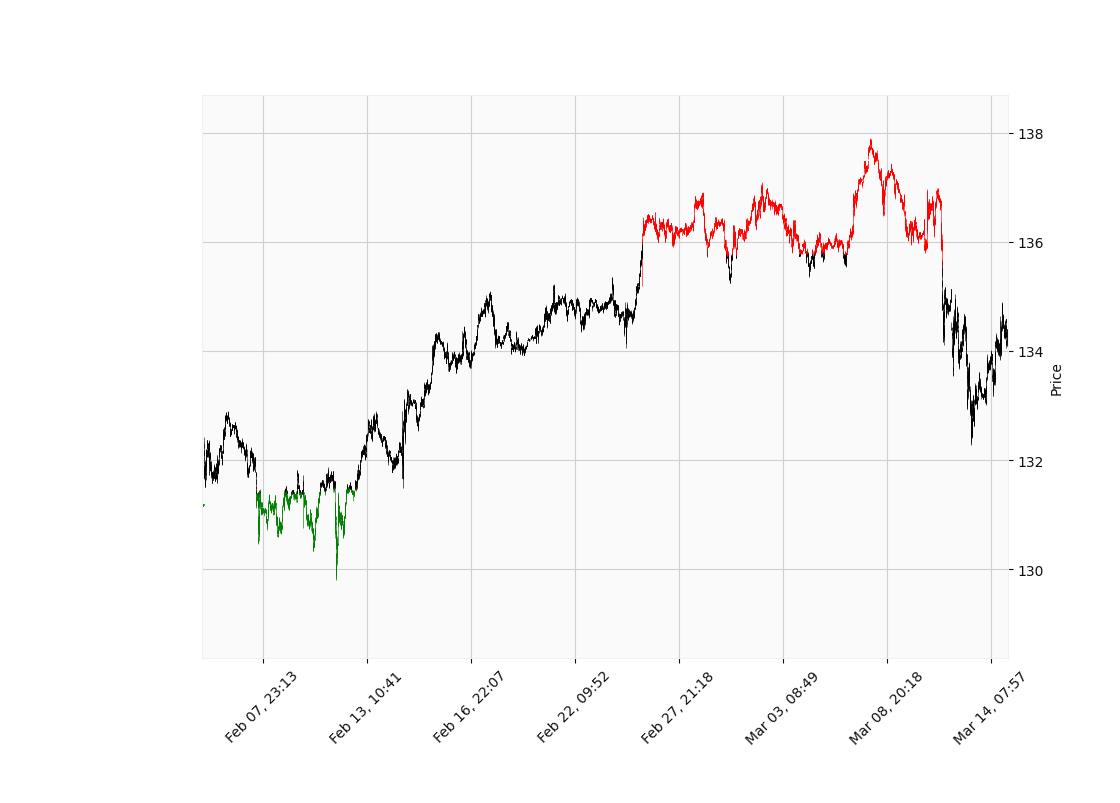 138
136
134
132
130
Price
Feb 07, 23:13
Feb 13, 10:41
Feb 16, 22:07
Feb 22, 09:52
Feb 27, 21:18
Mar 03, 08:49
Mar 08, 20:18
Mar 14, 07:57